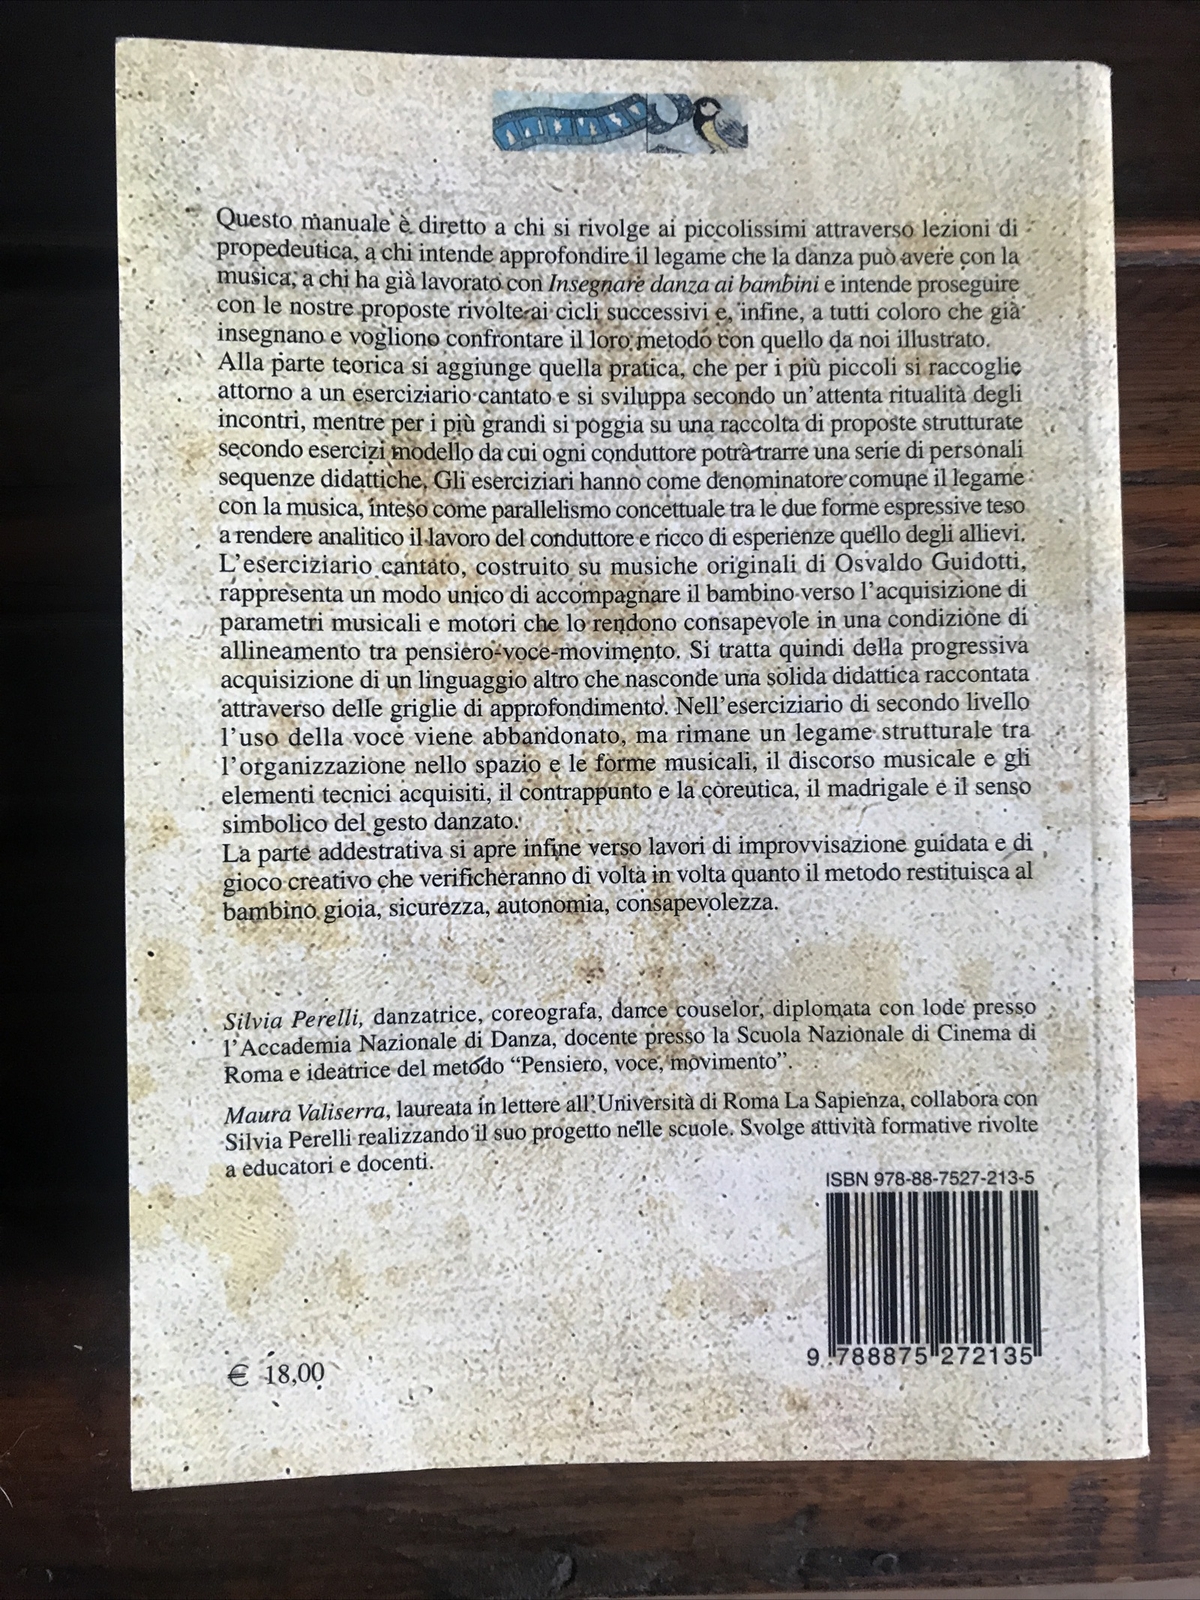 Questo manuale è diretto a chi si rivolge ai piccolissimi attraverso lezioni di
propedeutica, a chi intende approfondire il legame che la danza può avere con la
musica, a chi ha già lavorato con Insegnare danza ai bambini e intende proseguire
con le nostre proposte rivolte ai cicli successivi e, infine, a tutti coloro che già
insegnano e vogliono confrontare il loro metodo con quello da noi illustrato.
Alla parte teorica si aggiunge quella pratica, che per i più piccoli si raccoglie
attorno a un eserciziario cantato e si sviluppa secondo un'attenta ritualità degli
incontri, mentre per i più grandi si poggia su una raccolta di proposte strutturate
secondo esercizi modello da cui ogni conduttore potrà trarre una serie di personali
sequenze didattiche. Gli eserciziari hanno come denominatore comune il legame
con la musica, inteso come parallelismo concettuale tra le due forme espressive teso
a rendere analitico il lavoro del conduttore e ricco di esperienze quello degli allievi.
L'eserciziario cantato, costruito su musiche originali di Osvaldo Guidotti,
rappresenta un modo unico di accompagnare il bambino verso l'acquisizione di
parametri musicali e motori che lo rendono consapevole in una condizione di
allineamento tra pensiero-voce-movimento. Si tratta quindi della progressiva
acquisizione di un linguaggio altro che nasconde una solida didattica raccontata
attraverso delle griglie di approfondimento. Nell'eserciziario di secondo livello
l'uso della voce viene abbandonato, ma rimane un legame strutturale tra
l'organizzazione nello spazio e le forme musicali, il discorso musicale e gli
elementi tecnici acquisiti, il contrappunto e la coreutica, il madrigale e il senso
simbolico del gesto danzato.
La parte addestrativa si apre infine verso lavori di improvvisazione guidata e di
gioco creativo che verificheranno di volta in volta quanto il metodo restituisca al
bambino gioia, sicurezza, autonomia, consapevolezza.
Silvia Perelli, danzatrice, coreografa, dance couselor, diplomata con lode presso
l'Accademia Nazionale di Danza, docente presso la Scuola Nazionale di Cinema di
Roma e ideatrice del metodo “Pensiero, voce, movimento”.
Maura Valiserra, laureata in lettere all'Università di Roma La Sapienza, collabora con
Silvia Perelli realizzando il suo progetto nelle scuole. Svolge attività formative rivolte
a educatori e docenti.
ISBN 978-88-7527-213-5
9 788875 272135
€ 18,00